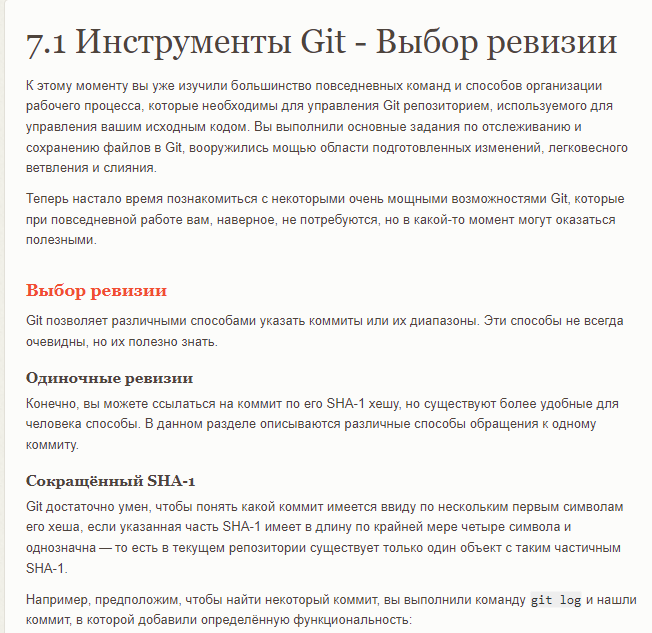 7.1 Инструменты Git - Выбор ревизии
К этому моменту вы уже изучили большинство повседневных команд и способов организации
рабочего процесса, которые необходимы для управления Git репозиторием, используемого для
управления вашим исходным кодом. Вы выполнили основные задания по отслеживанию и
сохранению файлов в Git, вооружились мощью области подготовленных изменений, легковесного
ветвления и слияния.
Теперь настало время познакомиться с некоторыми очень мощными возможностями Git, которые
при повседневной работе вам, наверное, не потребуются, но в какой-то момент могут оказаться
полезными.
Выбор ревизии
Git позволяет различными способами указать коммиты или их диапазоны. Эти способы не всегда
очевидны, но их полезно знать.
Одиночные ревизии
Конечно, вы можете ссылаться на коммит по его SHA-1 хешу, но существуют более удобные для
человека способы. В данном разделе описываются различные способы обращения к одному
коммиту.
Сокращённый SHA-1
Git достаточно умен, чтобы понять какой коммит имеется ввиду по нескольким первым символам
его хеша, если указанная часть SHA-1 имеет в длину по крайней мере четыре символа и
однозначна — то есть в текущем репозитории существует только один объект с таким частичным
SHA-1.
Например, предположим, чтобы найти некоторый коммит, вы выполнили команду git log и нашли
коммит, в которой добавили определённую функциональность: